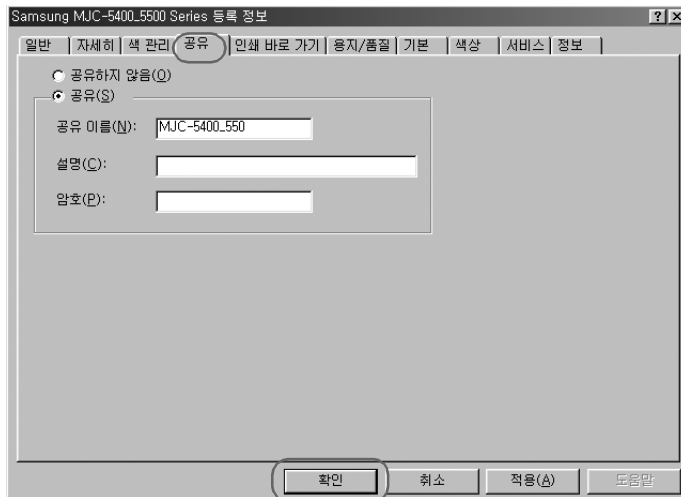 Samsung MJC-5400_5500 Series 등록 정보
일반 자세히 색 관리 공유 인쇄 바로 가기 용지/품질 기본 색상 서비스 정보
공유하지 않음(O)
공유(S)
공유 이름(N): MJC-5400_550
설명(C):
암호(P):
확인 취소 적용(A) 도움말